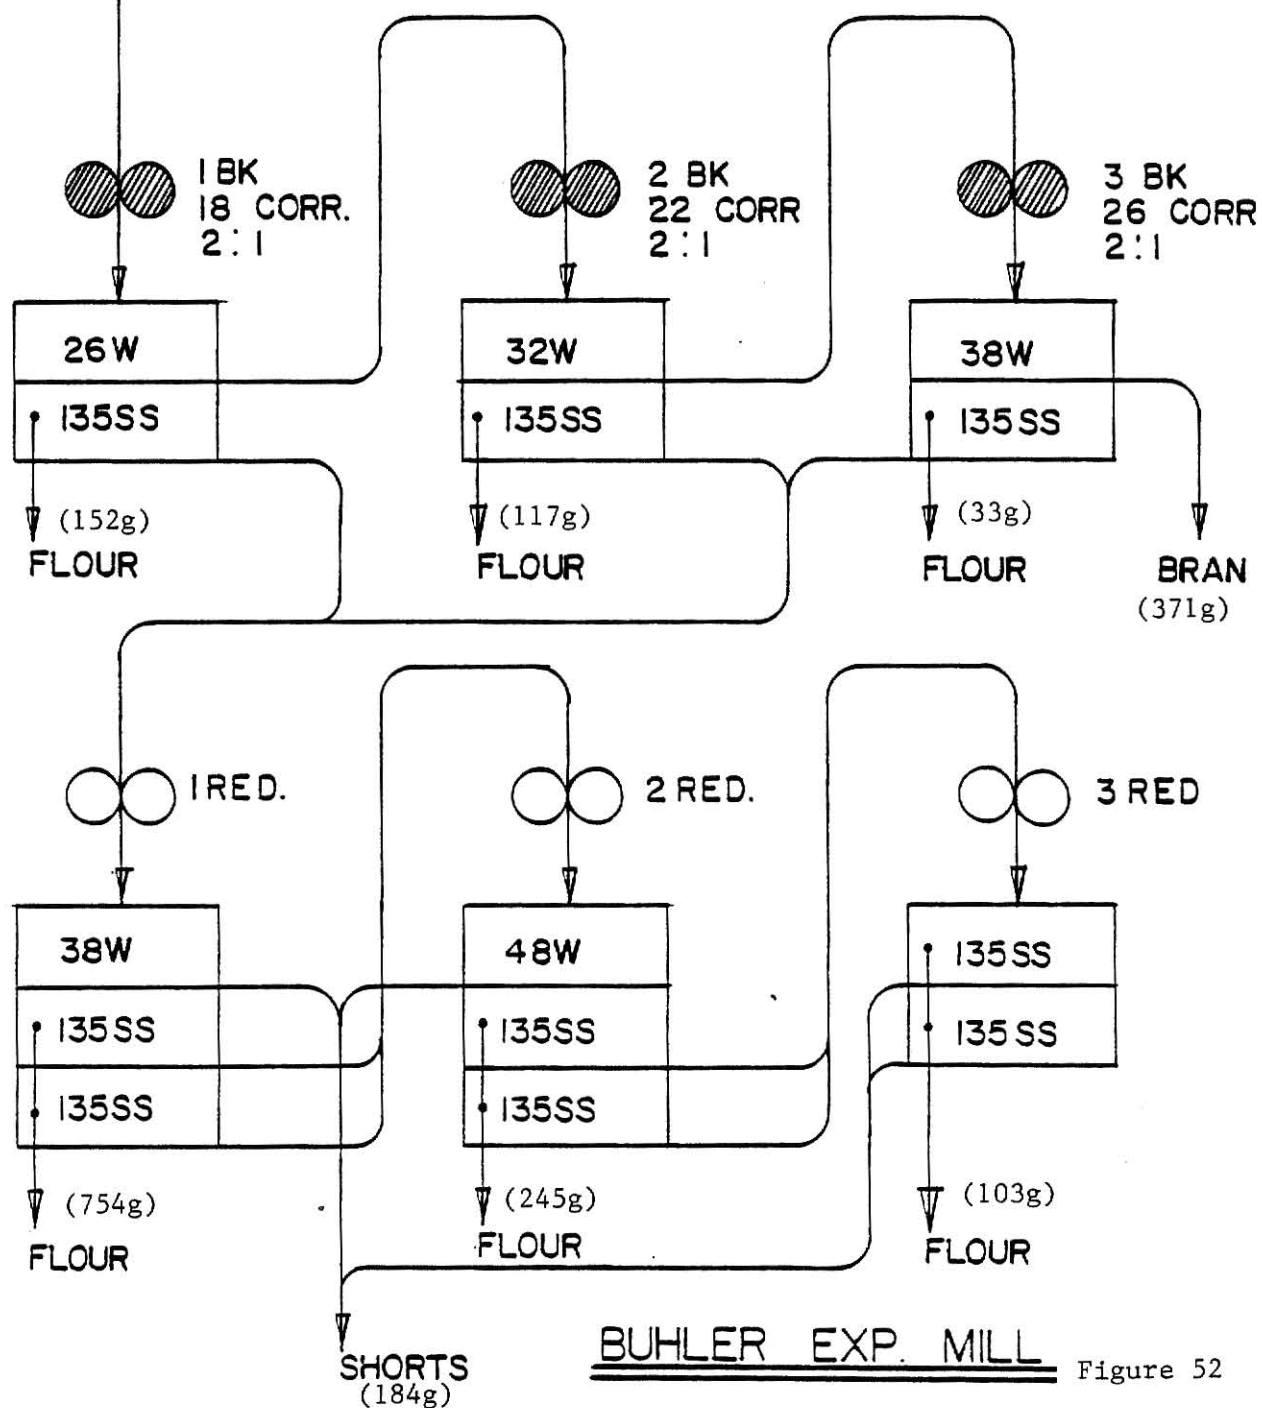 1 BK
18 CORR.
2:1
2 BK
22 CORR
2:1
3 BK
26 CORR
2:1
26W
135SS
32W
135SS
38W
135SS
(152g)
FLOUR
(117g)
FLOUR
(33g)
FLOUR
BRAN
(371g)
1 RED.
2 RED.
3 RED
38W
135SS
135SS
48W
135SS
135SS
135SS
135SS
(754g)
FLOUR
(245g)
FLOUR
(103g)
FLOUR
SHORTS
(184g)
BUHLER EXP. MILL
Figure 52